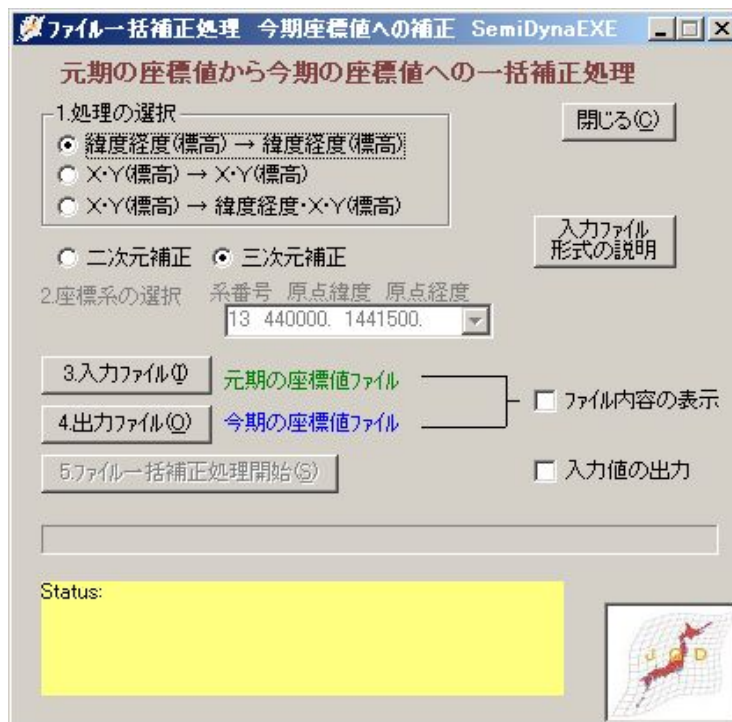 ファイル一括補正処理 今期座標値への補正 SemiDynaEXE
元期の座標値から今期の座標値への一括補正処理
1.処理の選択
緯度経度(標高) → 緯度経度(標高)
X・Y(標高) → X・Y(標高)
X・Y(標高) → 緯度経度・X・Y(標高)
閉じる(C)
入力ファイル
形式の説明
二次元補正 三次元補正
2.座標系の選択 系番号 原点緯度 原点経度
13 440000. 1441500.
3.入力ファイル(I) 元期の座標値ファイル
4.出力ファイル(O) 今期の座標値ファイル
ファイル内容の表示
5.ファイル一括補正処理開始(S)
入力値の出力
Status:
J G D